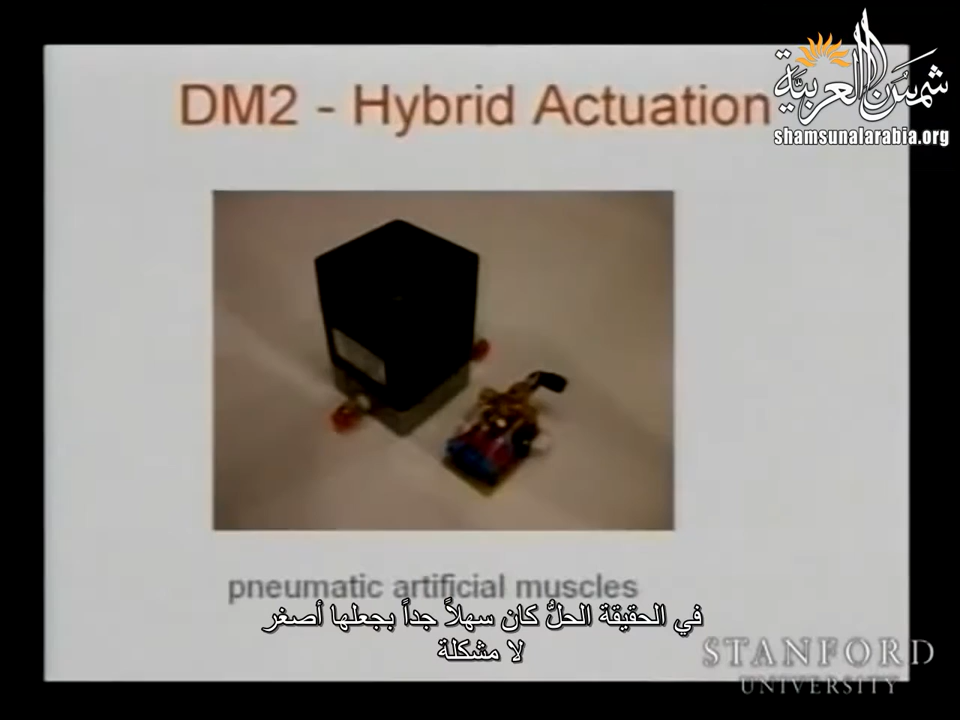 شمس العربية
shamsunalarabia.org
DM2 - Hybrid Actuation
pneumatic artificial muscles
في الحقيقة الحلُّ كان سهلاً جداً بجعلها أصغر
لا مشكلة
STANFORD
UNIVERSITY